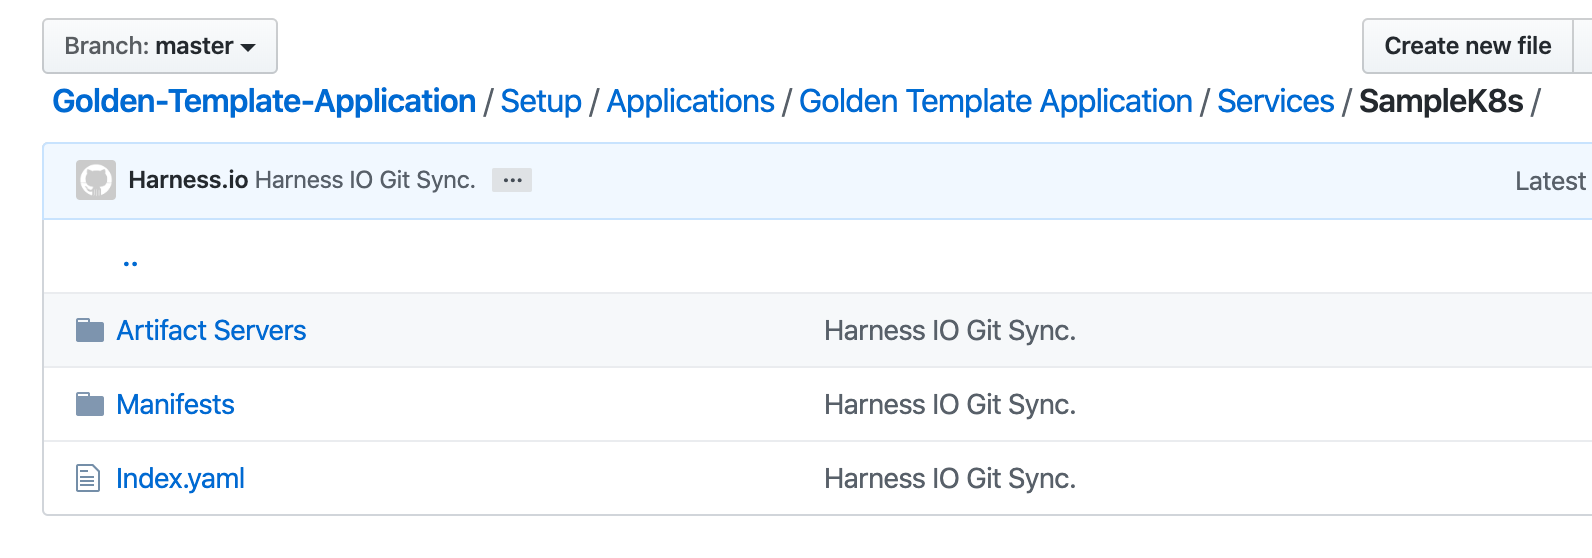 Branch: master
Create new file
Golden-Template-Application / Setup / Applications / Golden Template Application / Services / SampleK8s /
Harness.io Harness IO Git Sync. ...
Latest
..
Artifact Servers Harness IO Git Sync.
Manifests Harness IO Git Sync.
Index.yaml Harness IO Git Sync.